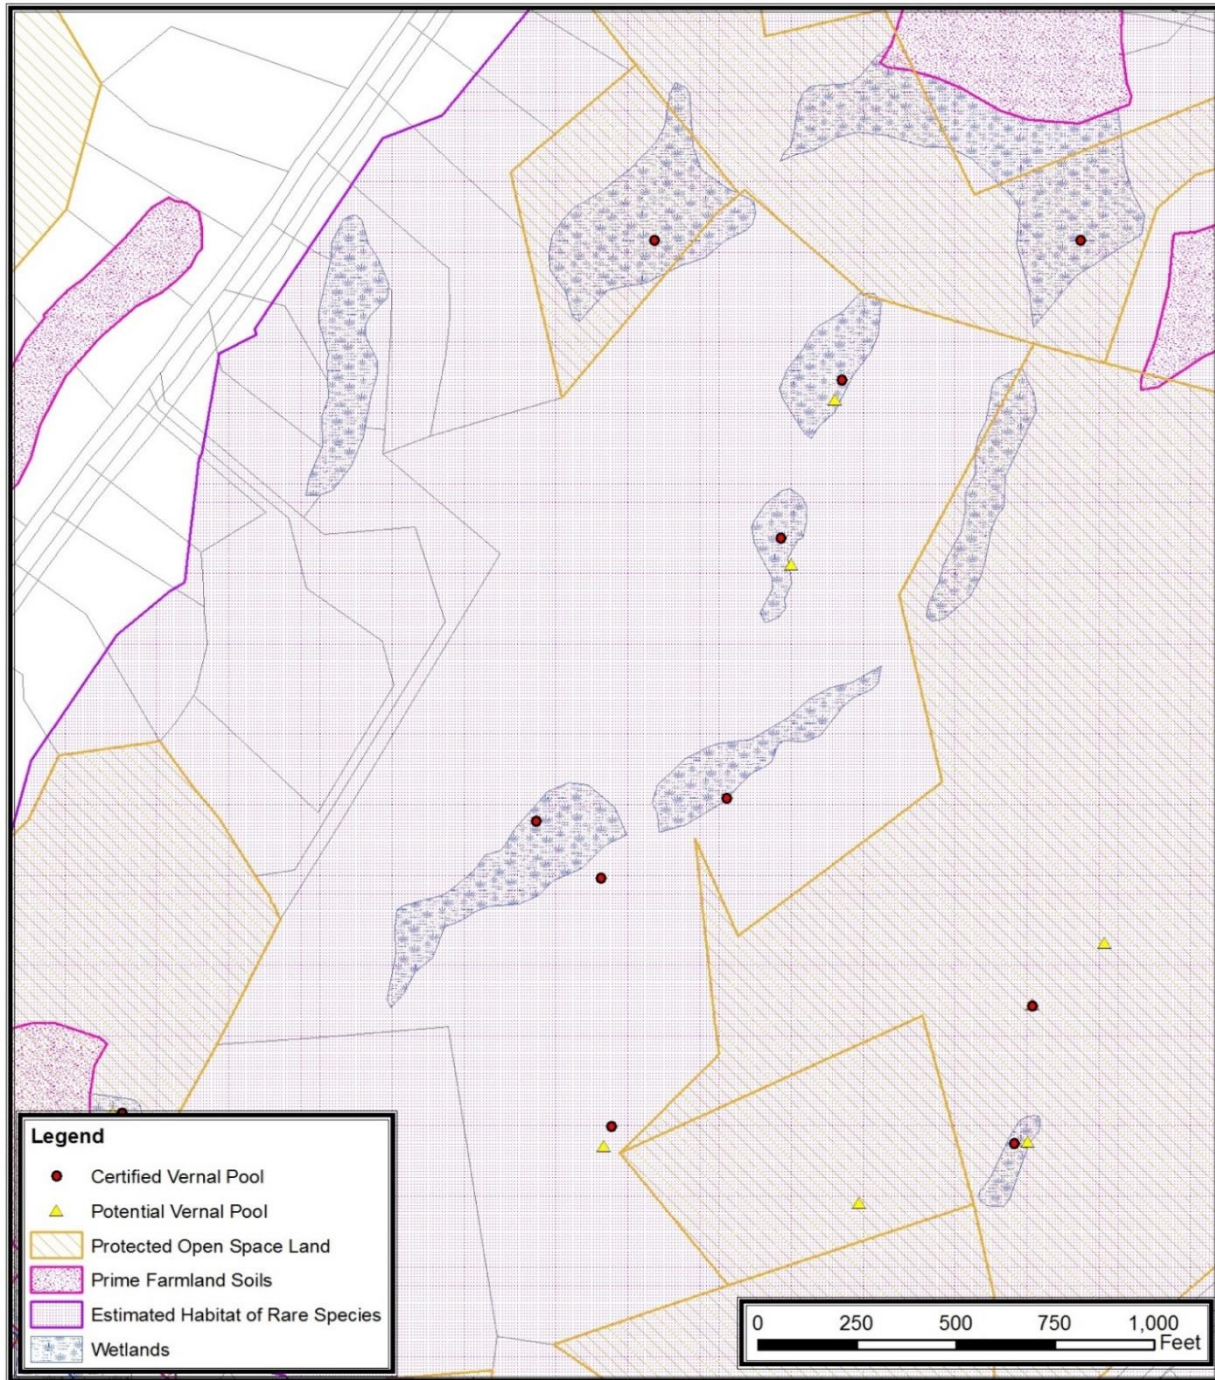 Legend
Certified Vernal Pool
Potential Vernal Pool
Protected Open Space Land
Prime Farmland Soils
Estimated Habitat of Rare Species
Wetlands
0 250 500 750 1,000
Feet